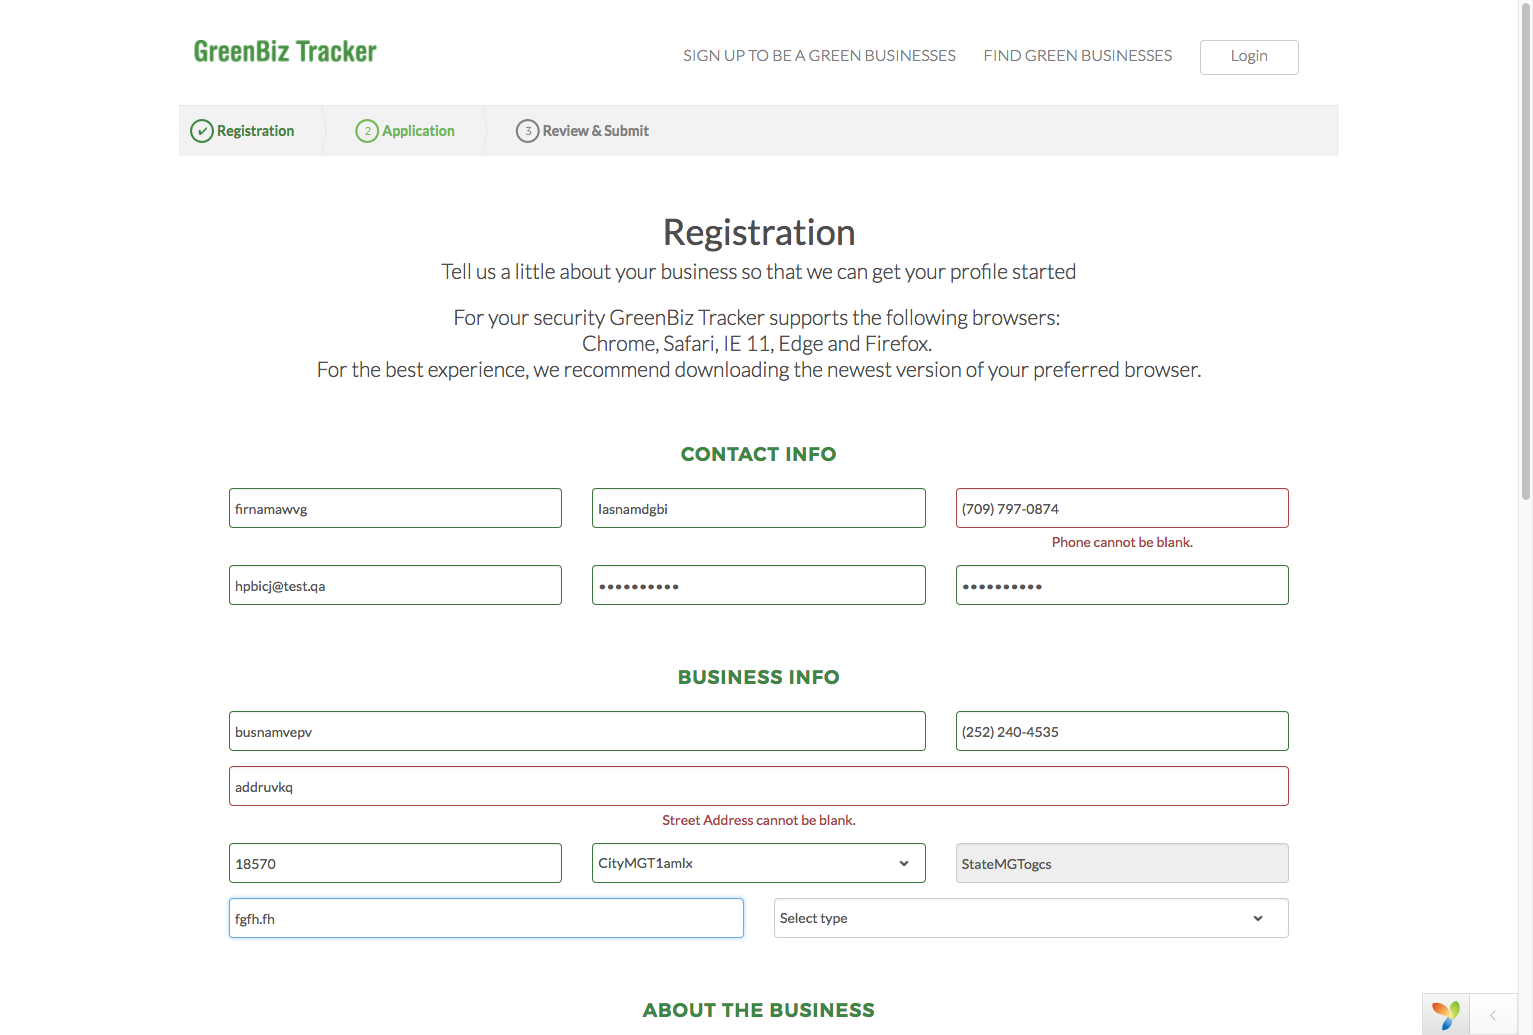 GreenBiz Tracker
SIGN UP TO BE A GREEN BUSINESSES FIND GREEN BUSINESSES Login
✔ Registration 2 Application 3 Review & Submit
Registration
Tell us a little about your business so that we can get your profile started
For your security GreenBiz Tracker supports the following browsers:
Chrome, Safari, IE 11, Edge and Firefox.
For the best experience, we recommend downloading the newest version of your preferred browser.
CONTACT INFO
firnamawvg lasnamdgbi (709) 797-0874
Phone cannot be blank.
hpbicj@test.qa •••••••••• ••••••••••
BUSINESS INFO
busnamvepv (252) 240-4535
addruvkq
Street Address cannot be blank.
18570 CityMGT1amlx StateMGTogcs
fgfh.fh Select type
ABOUT THE BUSINESS